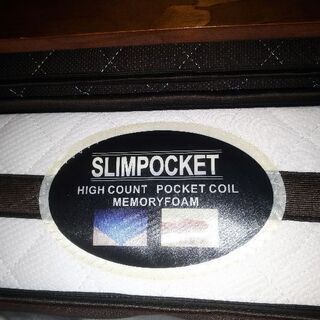 SLIMPOCKET
HIGH COUNT POCKET COIL
MEMORYFOAM